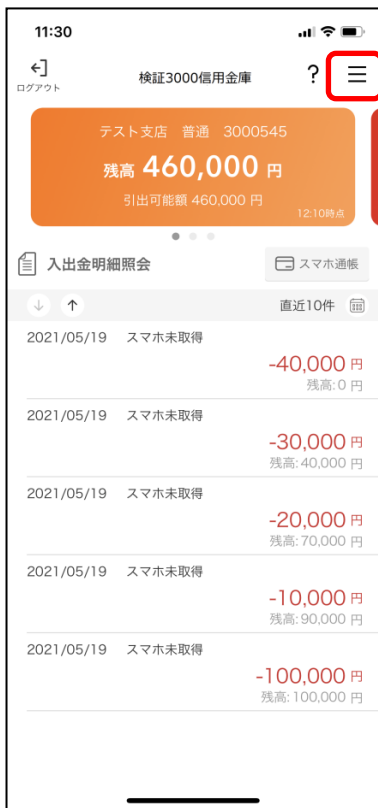 11:30
検証3000信用金庫
?
ログアウト
テスト支店 普通 3000545
残高 460,000 円
引出可能額 460,000 円
12:10時点
入出金明細照会
スマホ通帳
↓ ↑ 直近10件
2021/05/19 スマホ未取得
-40,000 円
残高: 0 円
2021/05/19 スマホ未取得
-30,000 円
残高: 40,000 円
2021/05/19 スマホ未取得
-20,000 円
残高: 70,000 円
2021/05/19 スマホ未取得
-10,000 円
残高: 90,000 円
2021/05/19 スマホ未取得
-100,000 円
残高: 100,000 円